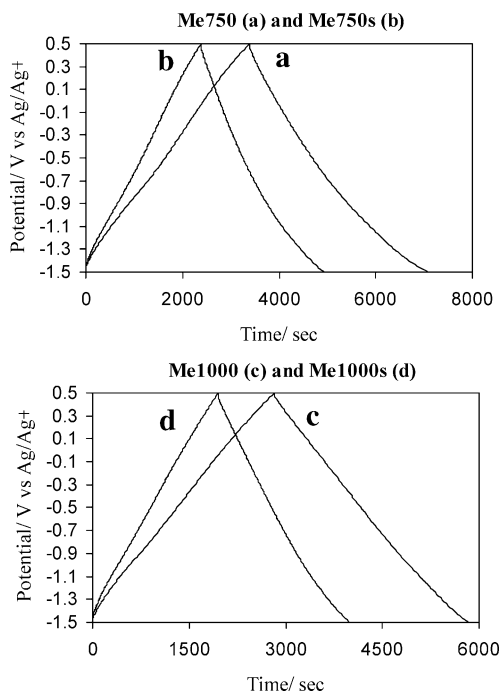 Me750 (a) and Me750s (b)
0.5
0.3
0.1
-0.1
-0.3
-0.5
-0.7
-0.9
-1.1
-1.3
-1.5
Potential/ V vs Ag/Ag+
b
a
0 2000 4000 6000 8000
Time/ sec
Me1000 (c) and Me1000s (d)
0.5
0.3
0.1
-0.1
-0.3
-0.5
-0.7
-0.9
-1.1
-1.3
-1.5
Potential/ V vs Ag/Ag+
d
c
0 1500 3000 4500 6000
Time/ sec